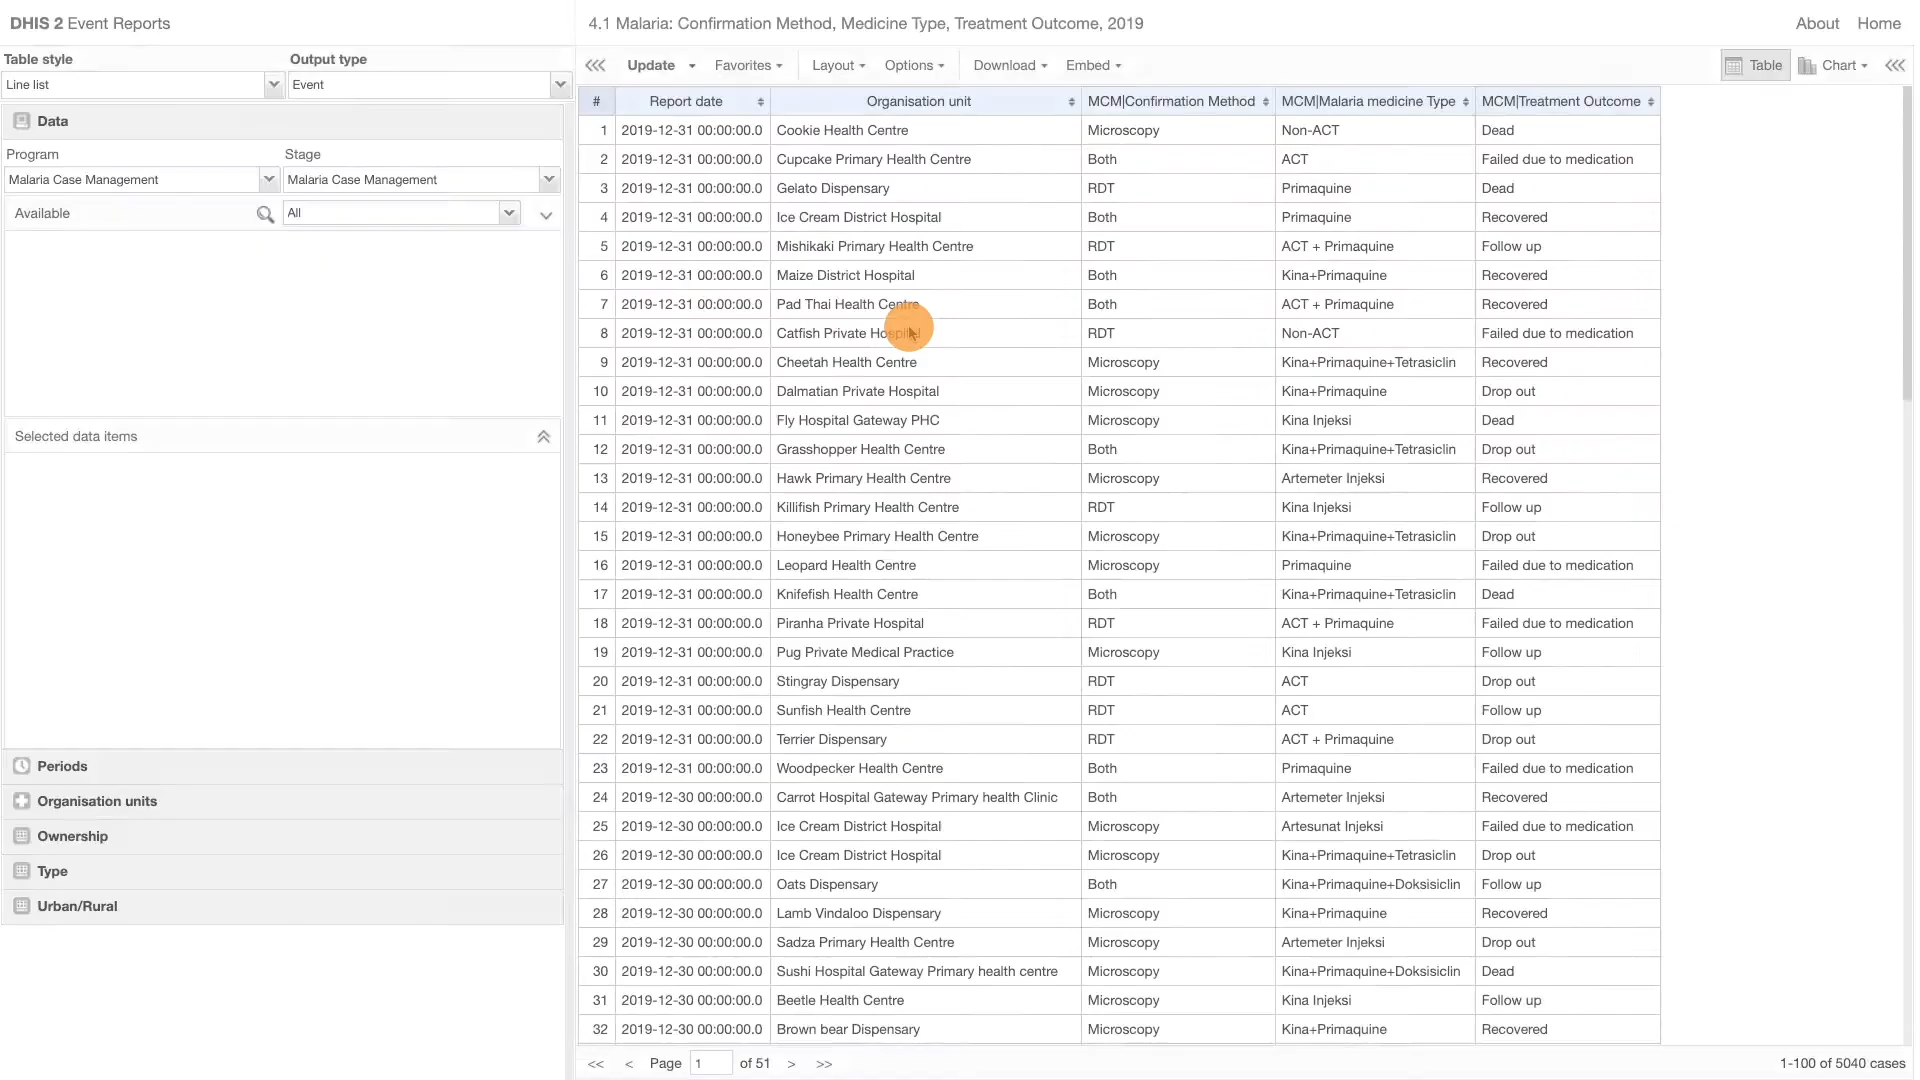 DHIS 2 Event Reports
4.1 Malaria: Confirmation Method, Medicine Type, Treatment Outcome, 2019
About Home
Table style Output type
Line list Event
Update Favorites Layout Options Download Embed Table Chart
Data
Program Stage
Malaria Case Management Malaria Case Management
Available All
Selected data items
Periods
Organisation units
Ownership
Type
Urban/Rural
# Report date Organisation unit MCM|Confirmation Method MCM|Malaria medicine Type MCM|Treatment Outcome
1 2019-12-31 00:00:00.0 Cookie Health Centre Microscopy Non-ACT Dead
2 2019-12-31 00:00:00.0 Cupcake Primary Health Centre Both ACT Failed due to medication
3 2019-12-31 00:00:00.0 Gelato Dispensary RDT Primaquine Dead
4 2019-12-31 00:00:00.0 Ice Cream District Hospital Both Primaquine Recovered
5 2019-12-31 00:00:00.0 Mishikaki Primary Health Centre RDT ACT + Primaquine Follow up
6 2019-12-31 00:00:00.0 Maize District Hospital Both Kina+Primaquine Recovered
7 2019-12-31 00:00:00.0 Pad Thai Health Centre Both ACT + Primaquine Recovered
8 2019-12-31 00:00:00.0 Catfish Private Hospital RDT Non-ACT Failed due to medication
9 2019-12-31 00:00:00.0 Cheetah Health Centre Microscopy Kina+Primaquine+Tetrasiclin Recovered
10 2019-12-31 00:00:00.0 Dalmatian Private Hospital Microscopy Kina+Primaquine Drop out
11 2019-12-31 00:00:00.0 Fly Hospital Gateway PHC Microscopy Kina Injeksi Dead
12 2019-12-31 00:00:00.0 Grasshopper Health Centre Both Kina+Primaquine+Tetrasiclin Drop out
13 2019-12-31 00:00:00.0 Hawk Primary Health Centre Microscopy Artemeter Injeksi Recovered
14 2019-12-31 00:00:00.0 Killifish Primary Health Centre RDT Kina Injeksi Follow up
15 2019-12-31 00:00:00.0 Honeybee Primary Health Centre Microscopy Kina+Primaquine+Tetrasiclin Drop out
16 2019-12-31 00:00:00.0 Leopard Health Centre Microscopy Primaquine Failed due to medication
17 2019-12-31 00:00:00.0 Knifefish Health Centre Both Kina+Primaquine+Tetrasiclin Dead
18 2019-12-31 00:00:00.0 Piranha Private Hospital RDT ACT + Primaquine Failed due to medication
19 2019-12-31 00:00:00.0 Pug Private Medical Practice Microscopy Kina Injeksi Follow up
20 2019-12-31 00:00:00.0 Stingray Dispensary RDT ACT Drop out
21 2019-12-31 00:00:00.0 Sunfish Health Centre RDT ACT Follow up
22 2019-12-31 00:00:00.0 Terrier Dispensary RDT ACT + Primaquine Drop out
23 2019-12-31 00:00:00.0 Woodpecker Health Centre Both Primaquine Failed due to medication
24 2019-12-30 00:00:00.0 Carrot Hospital Gateway Primary health Clinic Both Artemeter Injeksi Recovered
25 2019-12-30 00:00:00.0 Ice Cream District Hospital Microscopy Artesunat Injeksi Failed due to medication
26 2019-12-30 00:00:00.0 Ice Cream District Hospital Microscopy Kina+Primaquine+Tetrasiclin Drop out
27 2019-12-30 00:00:00.0 Oats Dispensary Both Kina+Primaquine+Doksisiclin Follow up
28 2019-12-30 00:00:00.0 Lamb Vindaloo Dispensary Microscopy Kina+Primaquine Recovered
29 2019-12-30 00:00:00.0 Sadza Primary Health Centre Microscopy Artemeter Injeksi Drop out
30 2019-12-30 00:00:00.0 Sushi Hospital Gateway Primary health centre Microscopy Kina+Primaquine+Doksisiclin Dead
31 2019-12-30 00:00:00.0 Beetle Health Centre Microscopy Kina Injeksi Follow up
32 2019-12-30 00:00:00.0 Brown bear Dispensary Microscopy Kina+Primaquine Recovered
<< < Page 1 of 51 > >> 1-100 of 5040 cases